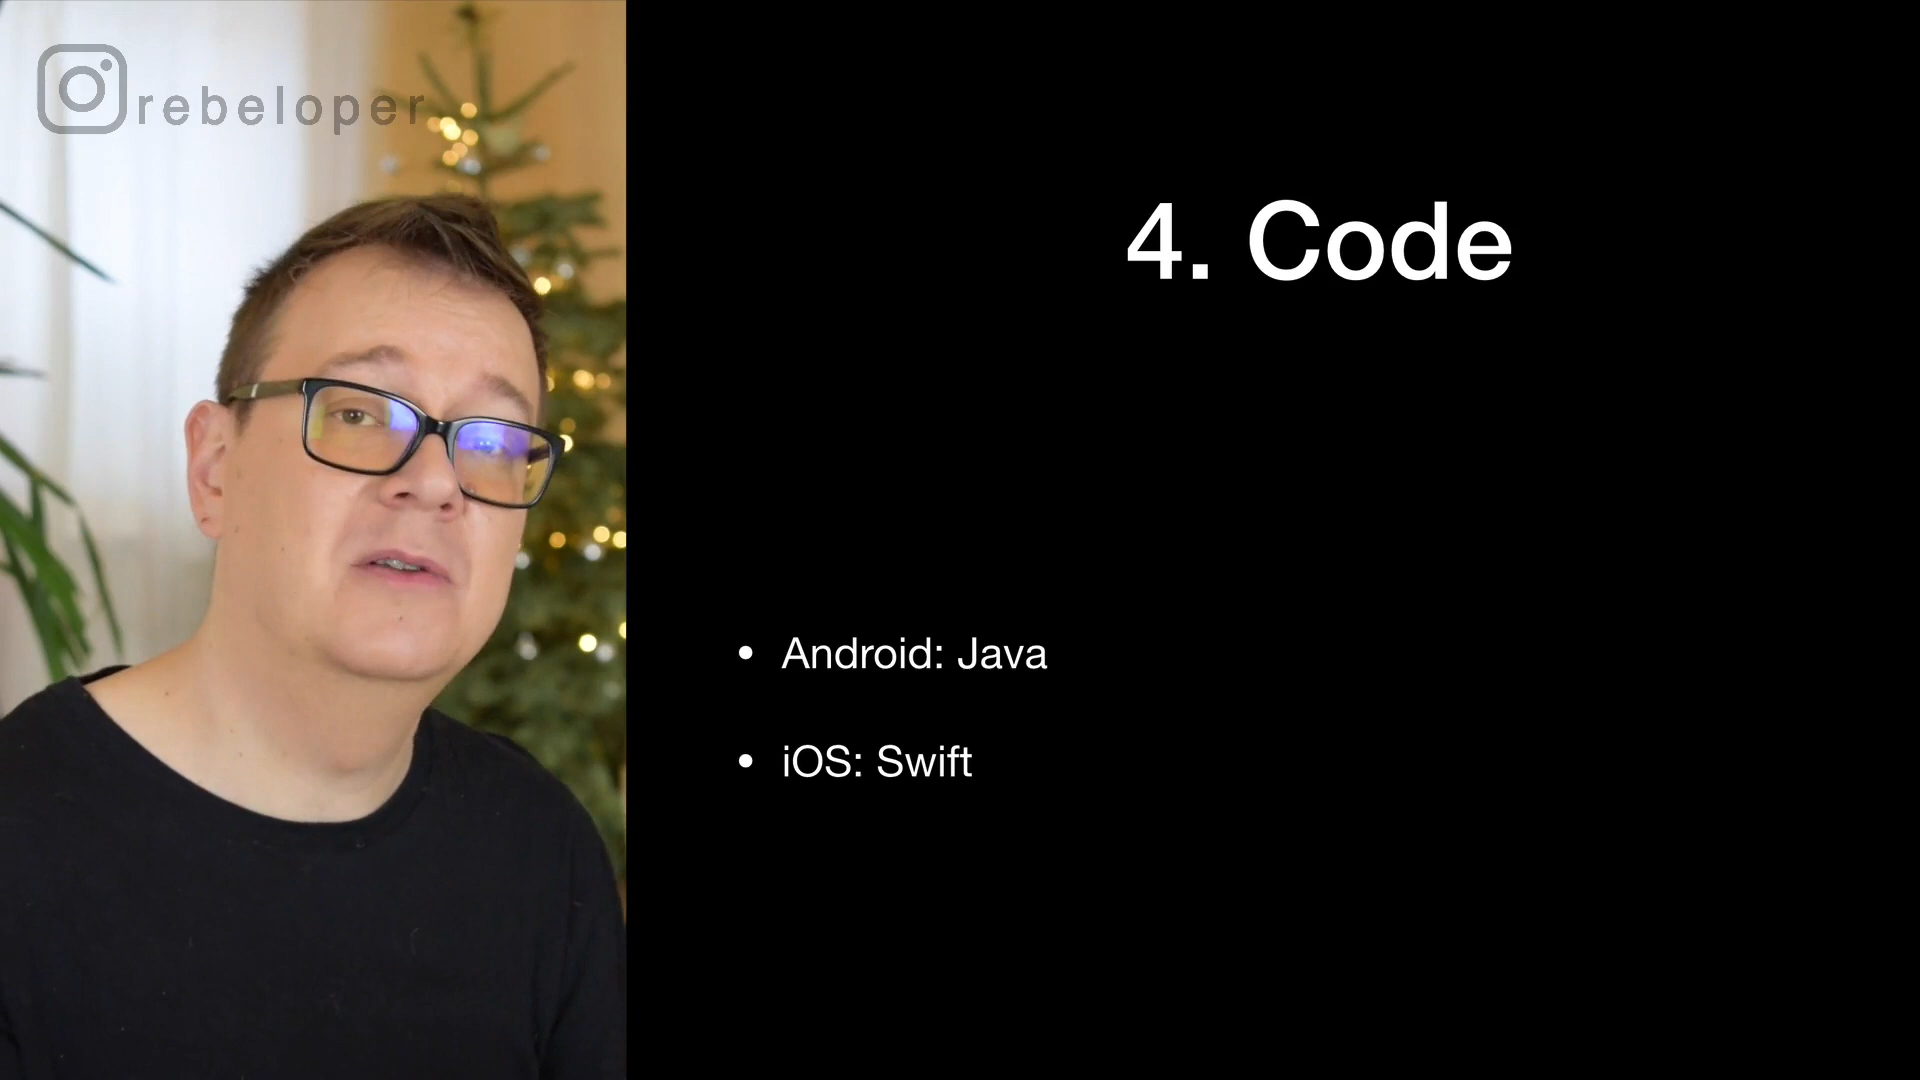 rebeloper
4. Code
• Android: Java
• iOS: Swift